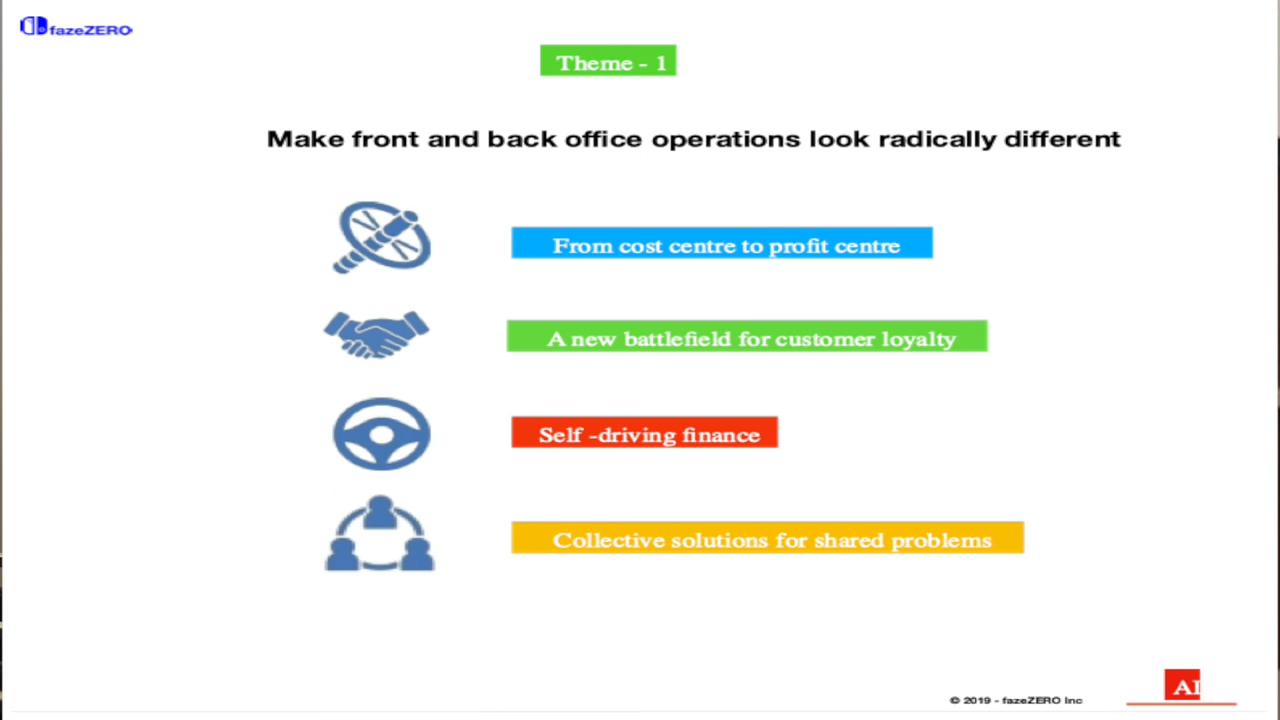 fazeZERO
Theme - 1
Make front and back office operations look radically different
From cost centre to profit centre
A new battlefield for customer loyalty
Self -driving finance
Collective solutions for shared problems
© 2019 - fazeZERO Inc
AI